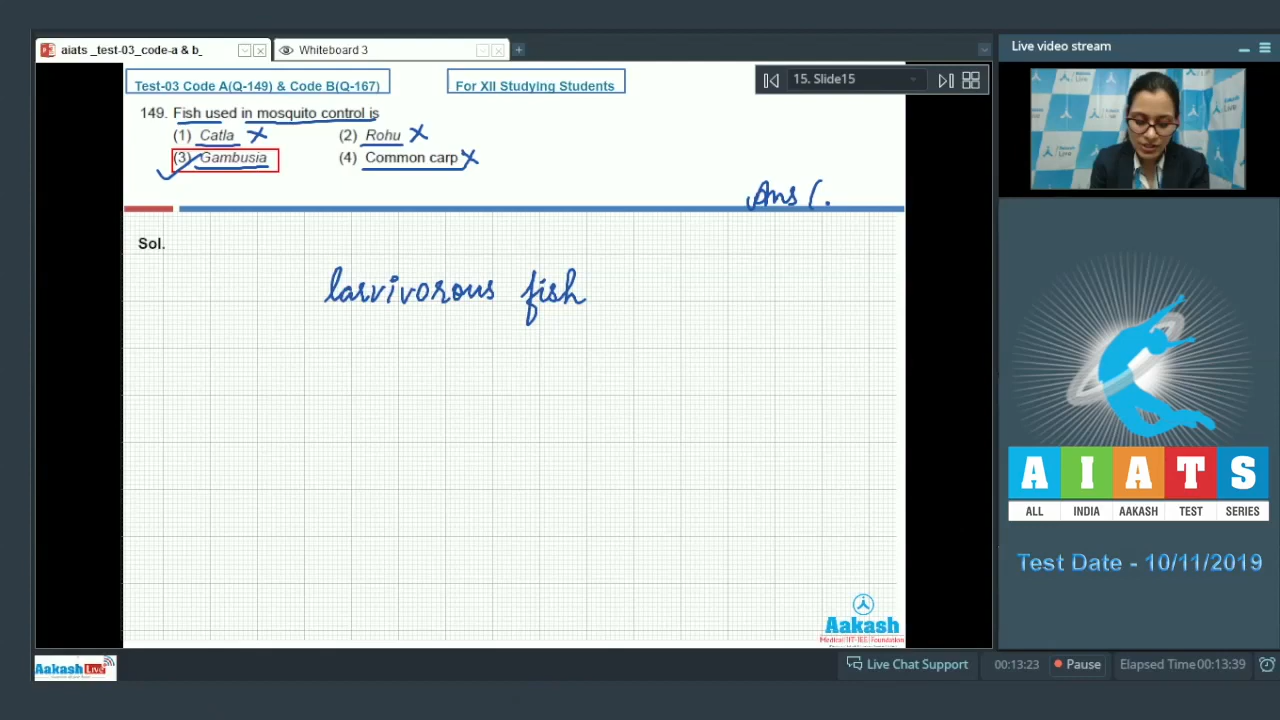 aiats _test-03_code-a & b_
Whiteboard 3
Live video stream
Test-03 Code A(Q-149) & Code B(Q-167)
For XII Studying Students
15. Slide15
149. Fish used in mosquito control is
(1) Catla
(2) Rohu
(3) Gambusia
(4) Common carp
Ans (.
Sol.
larvivorous fish
A I A T S
ALL INDIA AAKASH TEST SERIES
Test Date - 10/11/2019
Aakash
Medical|IIT-JEE|Foundation
Aakash Live
Live Chat Support
00:13:23
Pause
Elapsed Time 00:13:39